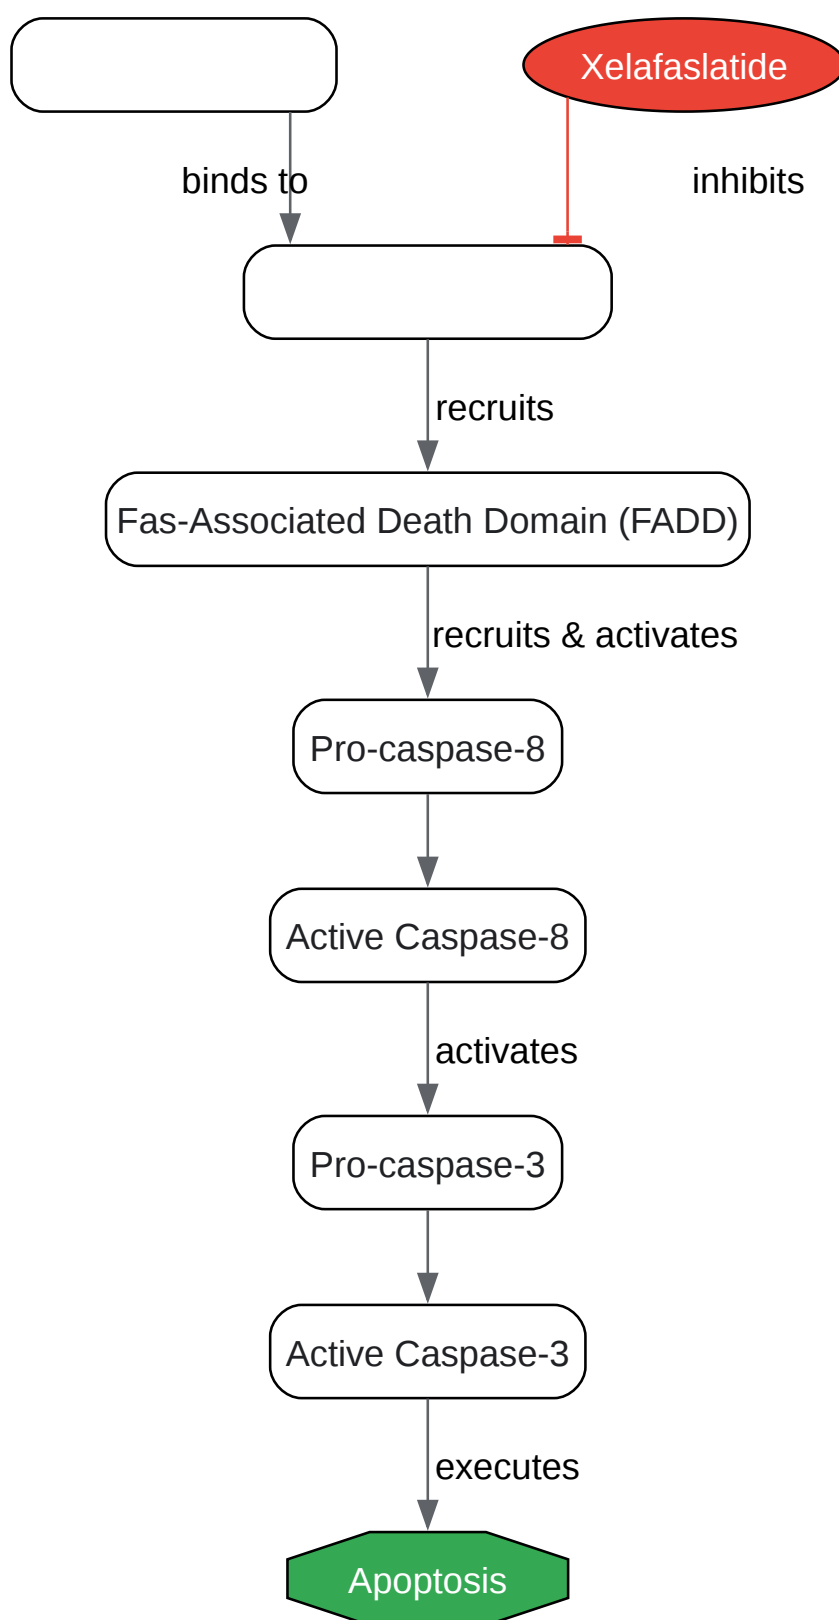 Xelafaslatide
binds to
inhibits
recruits
Fas-Associated Death Domain (FADD)
recruits & activates
Pro-caspase-8
Active Caspase-8
activates
Pro-caspase-3
Active Caspase-3
executes
Apoptosis